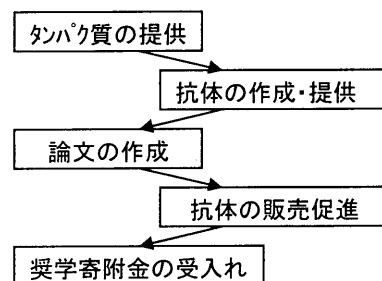 ﾀﾝﾊﾟｸ質の提供
抗体の作成・提供
論文の作成
抗体の販売促進
奨学寄附金の受入れ